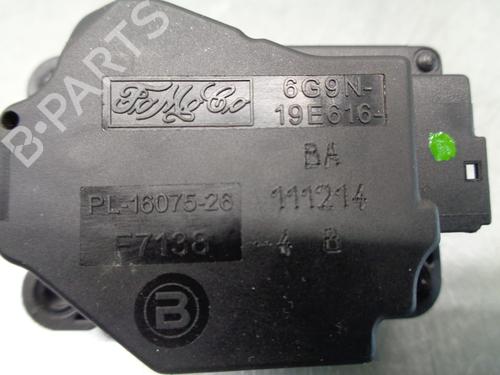 FoMoCo
6G9N-
19E616-
BA
PL-16075-26
111214
F7138
4 B
B
B-PARTS